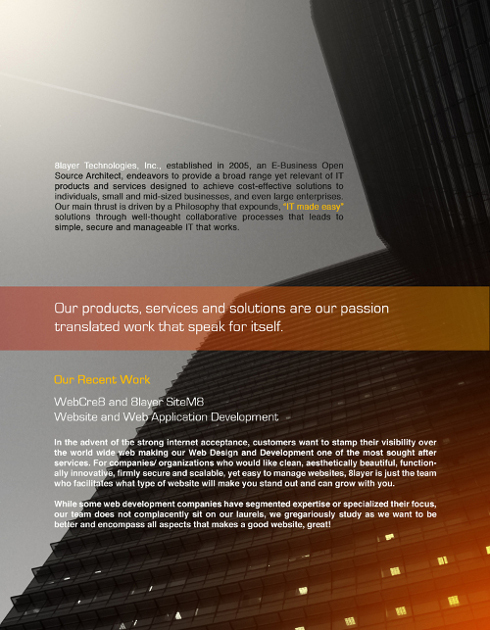 8layer Technologies, Inc., established in 2005, an E-Business Open
Source Architect, endeavors to provide a broad range yet relevant of IT
products and services designed to achieve cost-effective solutions to
individuals, small and mid-sized businesses, and even large enterprises.
Our main thrust is driven by a Philosophy that expounds, "IT made easy"
solutions through well-thought collaborative processes that leads to
simple, secure and manageable IT that works.
Our products, services and solutions are our passion
translated work that speak for itself.
Our Recent Work
WebCre8 and 8layer SiteM8
Website and Web Application Development
In the advent of the strong internet acceptance, customers want to stamp their visibility over
the world wide web making our Web Design and Development one of the most sought after
services. For companies/ organizations who would like clean, aesthetically beautiful, function-
ally innovative, firmly secure and scalable, yet easy to manage websites, 8layer is just the team
who facilitates what type of website will make you stand out and can grow with you.
While some web development companies have segmented expertise or specialized their focus,
our team does not complacently sit on our laurels, we gregariously study as we want to be
better and encompass all aspects that makes a good website, great!